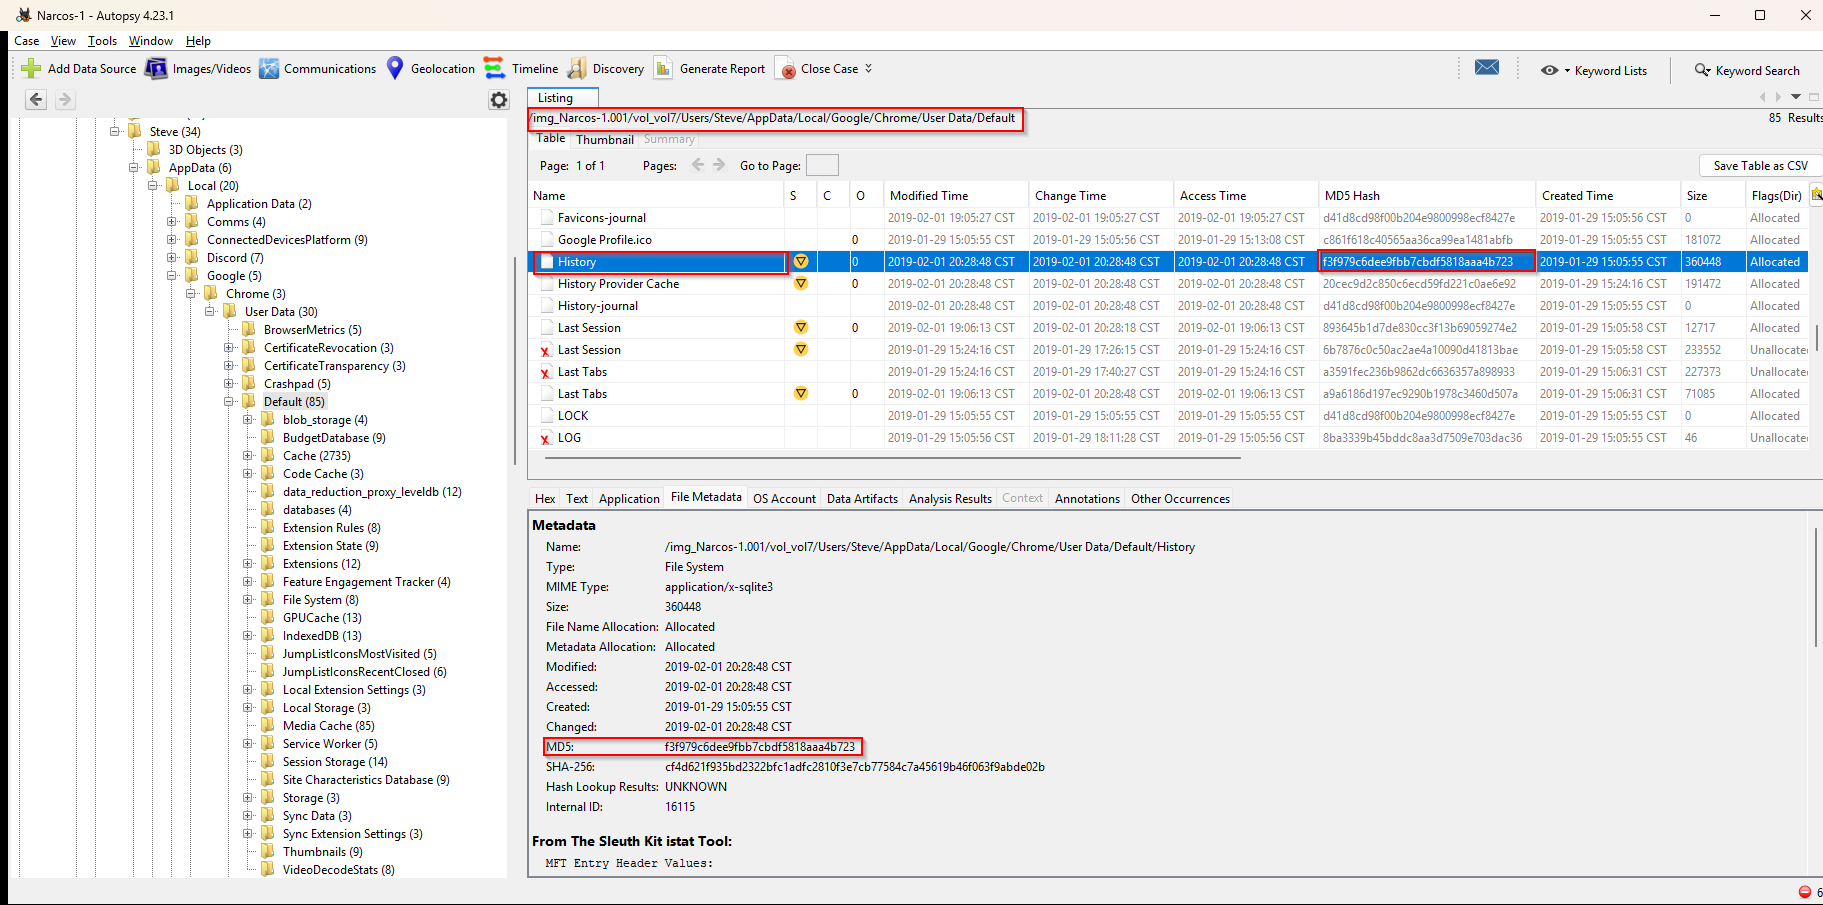 Narcos-1 - Autopsy 4.23.1
Case View Tools Window Help
Add Data Source Images/Videos Communications Geolocation Timeline Discovery Generate Report Close Case Keyword Lists Keyword Search
Listing
/img_Narcos-1.001/vol_vol7/Users/Steve/AppData/Local/Google/Chrome/User Data/Default 85 Results
Table Thumbnail Summary
Page: 1 of 1 Pages: Go to Page: Save Table as CSV
Name S C O Modified Time Change Time Access Time MD5 Hash Created Time Size Flags(Dir)
Favicons-journal 2019-02-01 19:05:27 CST 2019-02-01 19:05:27 CST 2019-02-01 19:05:27 CST d41d8cd98f00b204e9800998ecf8427e 2019-01-29 15:05:56 CST 0 Allocated
Google Profile.ico 0 2019-01-29 15:05:55 CST 2019-01-29 15:05:55 CST 2019-01-29 15:13:08 CST c861f618c40565aa36ca99ea1481abfb 2019-01-29 15:05:55 CST 181072 Allocated
History 0 2019-02-01 20:28:48 CST 2019-02-01 20:28:48 CST 2019-02-01 20:28:48 CST f3f979c6dee9fbb7cbdf5818aaa4b723 2019-01-29 15:05:55 CST 360448 Allocated
History Provider Cache 0 2019-02-01 20:28:48 CST 2019-02-01 20:28:48 CST 2019-02-01 20:28:48 CST 20cec9d2c850c6ecd59fd221c0ae6e92 2019-01-29 15:24:16 CST 191472 Allocated
History-journal 2019-02-01 20:28:48 CST 2019-02-01 20:28:48 CST 2019-02-01 20:28:48 CST d41d8cd98f00b204e9800998ecf8427e 2019-01-29 15:05:55 CST 0 Allocated
Last Session 0 2019-02-01 19:06:13 CST 2019-02-01 20:28:18 CST 2019-02-01 19:06:13 CST 893645b1d7de830cc3f13b69059274e2 2019-01-29 15:05:58 CST 12717 Allocated
Last Session 2019-01-29 15:24:16 CST 2019-01-29 17:26:15 CST 2019-01-29 15:24:16 CST 6b7876c0c50ac2ae4a10090d41813bae 2019-01-29 15:05:58 CST 233552 Unallocated
Last Tabs 2019-01-29 15:24:16 CST 2019-01-29 17:40:27 CST 2019-01-29 15:24:16 CST a3591fec236b9862dc6636357a898933 2019-01-29 15:06:31 CST 227373 Unallocated
Last Tabs 0 2019-02-01 19:06:13 CST 2019-02-01 20:28:48 CST 2019-02-01 19:06:13 CST a9a6186d197ec9290b1978c3460d507a 2019-01-29 15:06:31 CST 71085 Allocated
LOCK 2019-01-29 15:05:55 CST 2019-01-29 15:05:55 CST 2019-01-29 15:05:55 CST d41d8cd98f00b204e9800998ecf8427e 2019-01-29 15:05:55 CST 0 Allocated
LOG 2019-01-29 15:05:56 CST 2019-01-29 18:11:28 CST 2019-01-29 15:05:56 CST 8ba3339b45bddc8aa3d7509e703dac36 2019-01-29 15:05:55 CST 46 Unallocated
Steve (34)
3D Objects (3)
AppData (6)
Local (20)
Application Data (2)
Comms (4)
ConnectedDevicesPlatform (9)
Discord (7)
Google (5)
Chrome (3)
User Data (30)
BrowserMetrics (5)
CertificateRevocation (3)
CertificateTransparency (3)
Crashpad (5)
Default (85)
blob_storage (4)
BudgetDatabase (9)
Cache (2735)
Code Cache (3)
data_reduction_proxy_leveldb (12)
databases (4)
Extension Rules (8)
Extension State (9)
Extensions (12)
Feature Engagement Tracker (4)
File System (8)
GPUCache (13)
IndexedDB (13)
JumpListIconsMostVisited (5)
JumpListIconsRecentClosed (6)
Local Extension Settings (3)
Local Storage (3)
Media Cache (85)
Service Worker (5)
Session Storage (14)
Site Characteristics Database (9)
Storage (3)
Sync Data (3)
Sync Extension Settings (3)
Thumbnails (9)
VideoDecodeStats (8)
Hex Text Application File Metadata OS Account Data Artifacts Analysis Results Context Annotations Other Occurrences
Metadata
Name: /img_Narcos-1.001/vol_vol7/Users/Steve/AppData/Local/Google/Chrome/User Data/Default/History
Type: File System
MIME Type: application/x-sqlite3
Size: 360448
File Name Allocation: Allocated
Metadata Allocation: Allocated
Modified: 2019-02-01 20:28:48 CST
Accessed: 2019-02-01 20:28:48 CST
Created: 2019-01-29 15:05:55 CST
Changed: 2019-02-01 20:28:48 CST
MD5: f3f979c6dee9fbb7cbdf5818aaa4b723
SHA-256: cf4d621f935bd2322bfc1adfc2810f3e7cb77584c7a45619b46f063f9abde02b
Hash Lookup Results: UNKNOWN
Internal ID: 16115
From The Sleuth Kit istat Tool:
MFT Entry Header Values:
6